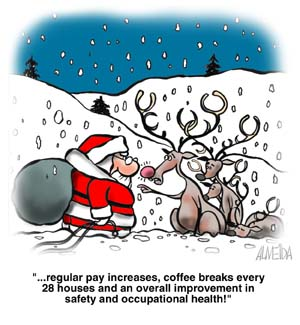 ALMEIDA
"...regular pay increases, coffee breaks every
28 houses and an overall improvement in
safety and occupational health!"